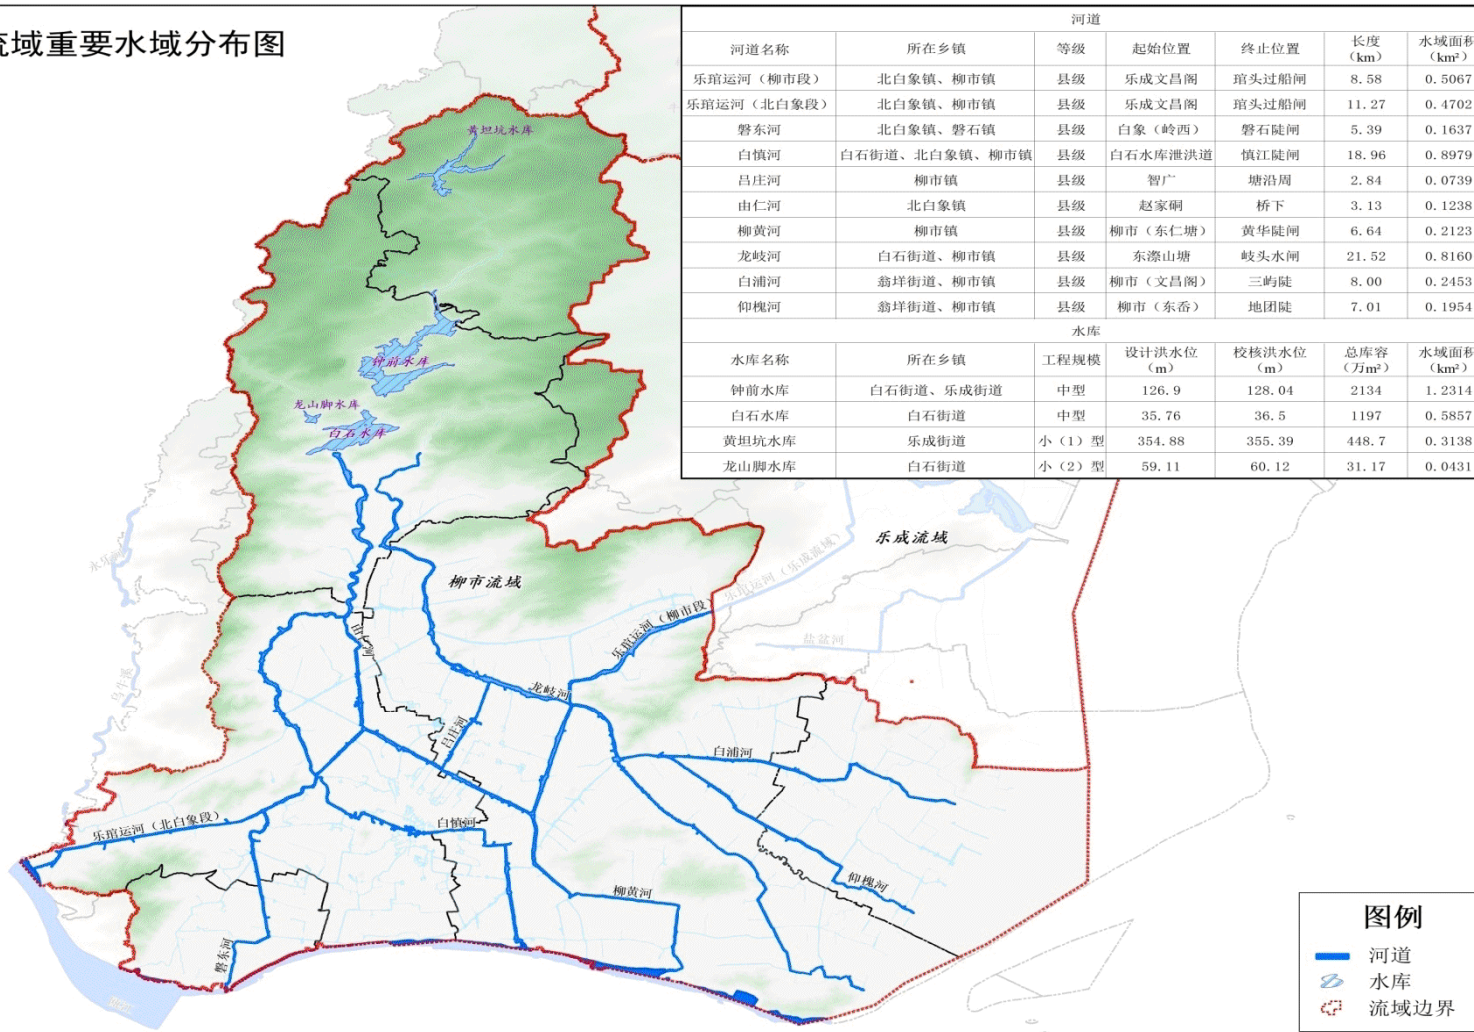 流域重要水域分布图
河道
河道名称 所在乡镇 等级 起始位置 终止位置 长度（km） 水域面积（km²）
乐琯运河（柳市段） 北白象镇、柳市镇 县级 乐成文昌阁 琯头过船闸 8.58 0.5067
乐琯运河（北白象段） 北白象镇、柳市镇 县级 乐成文昌阁 琯头过船闸 11.27 0.4702
磐东河 北白象镇、磐石镇 县级 白象（岭西） 磐石陡闸 5.39 0.1637
白慎河 白石街道、北白象镇、柳市镇 县级 白石水库泄洪道 慎江陡闸 18.96 0.8979
吕庄河 柳市镇 县级 智广 塘沿周 2.84 0.0739
由仁河 北白象镇 县级 赵家硐 桥下 3.13 0.1238
柳黄河 柳市镇 县级 柳市（东仁塘） 黄华陡闸 6.64 0.2123
龙岐河 白石街道、柳市镇 县级 东漈山塘 岐头水闸 21.52 0.8160
白浦河 翁垟街道、柳市镇 县级 柳市（文昌阁） 三屿陡 8.00 0.2453
仰槐河 翁垟街道、柳市镇 县级 柳市（东岙） 地团陡 7.01 0.1954
水库
水库名称 所在乡镇 工程规模 设计洪水位（m） 校核洪水位（m） 总库容（万m²） 水域面积（km²）
钟前水库 白石街道、乐成街道 中型 126.9 128.04 2134 1.2314
白石水库 白石街道 中型 35.76 36.5 1197 0.5857
黄坦坑水库 乐成街道 小（1）型 354.88 355.39 448.7 0.3138
龙山脚水库 白石街道 小（2）型 59.11 60.12 31.17 0.0431
黄坦坑水库
钟前水库
龙山脚水库
白石水库
乐成流域
柳市流域
乐琯运河（乐成流域）
乐琯运河（柳市段）
盐盆河
由仁河
龙岐河
吕庄河
白浦河
乐琯运河（北白象段）
白慎河
仰槐河
柳黄河
磐东河
图例
河道
水库
流域边界